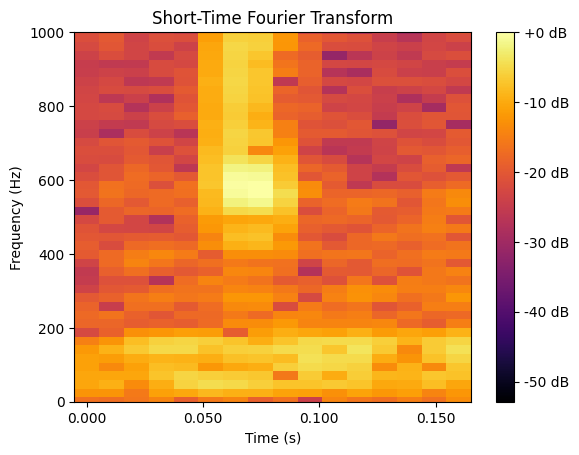 Short-Time Fourier Transform
Frequency (Hz)
1000
800
600
400
200
0
0.000
0.050
0.100
0.150
Time (s)
+0 dB
-10 dB
-20 dB
-30 dB
-40 dB
-50 dB